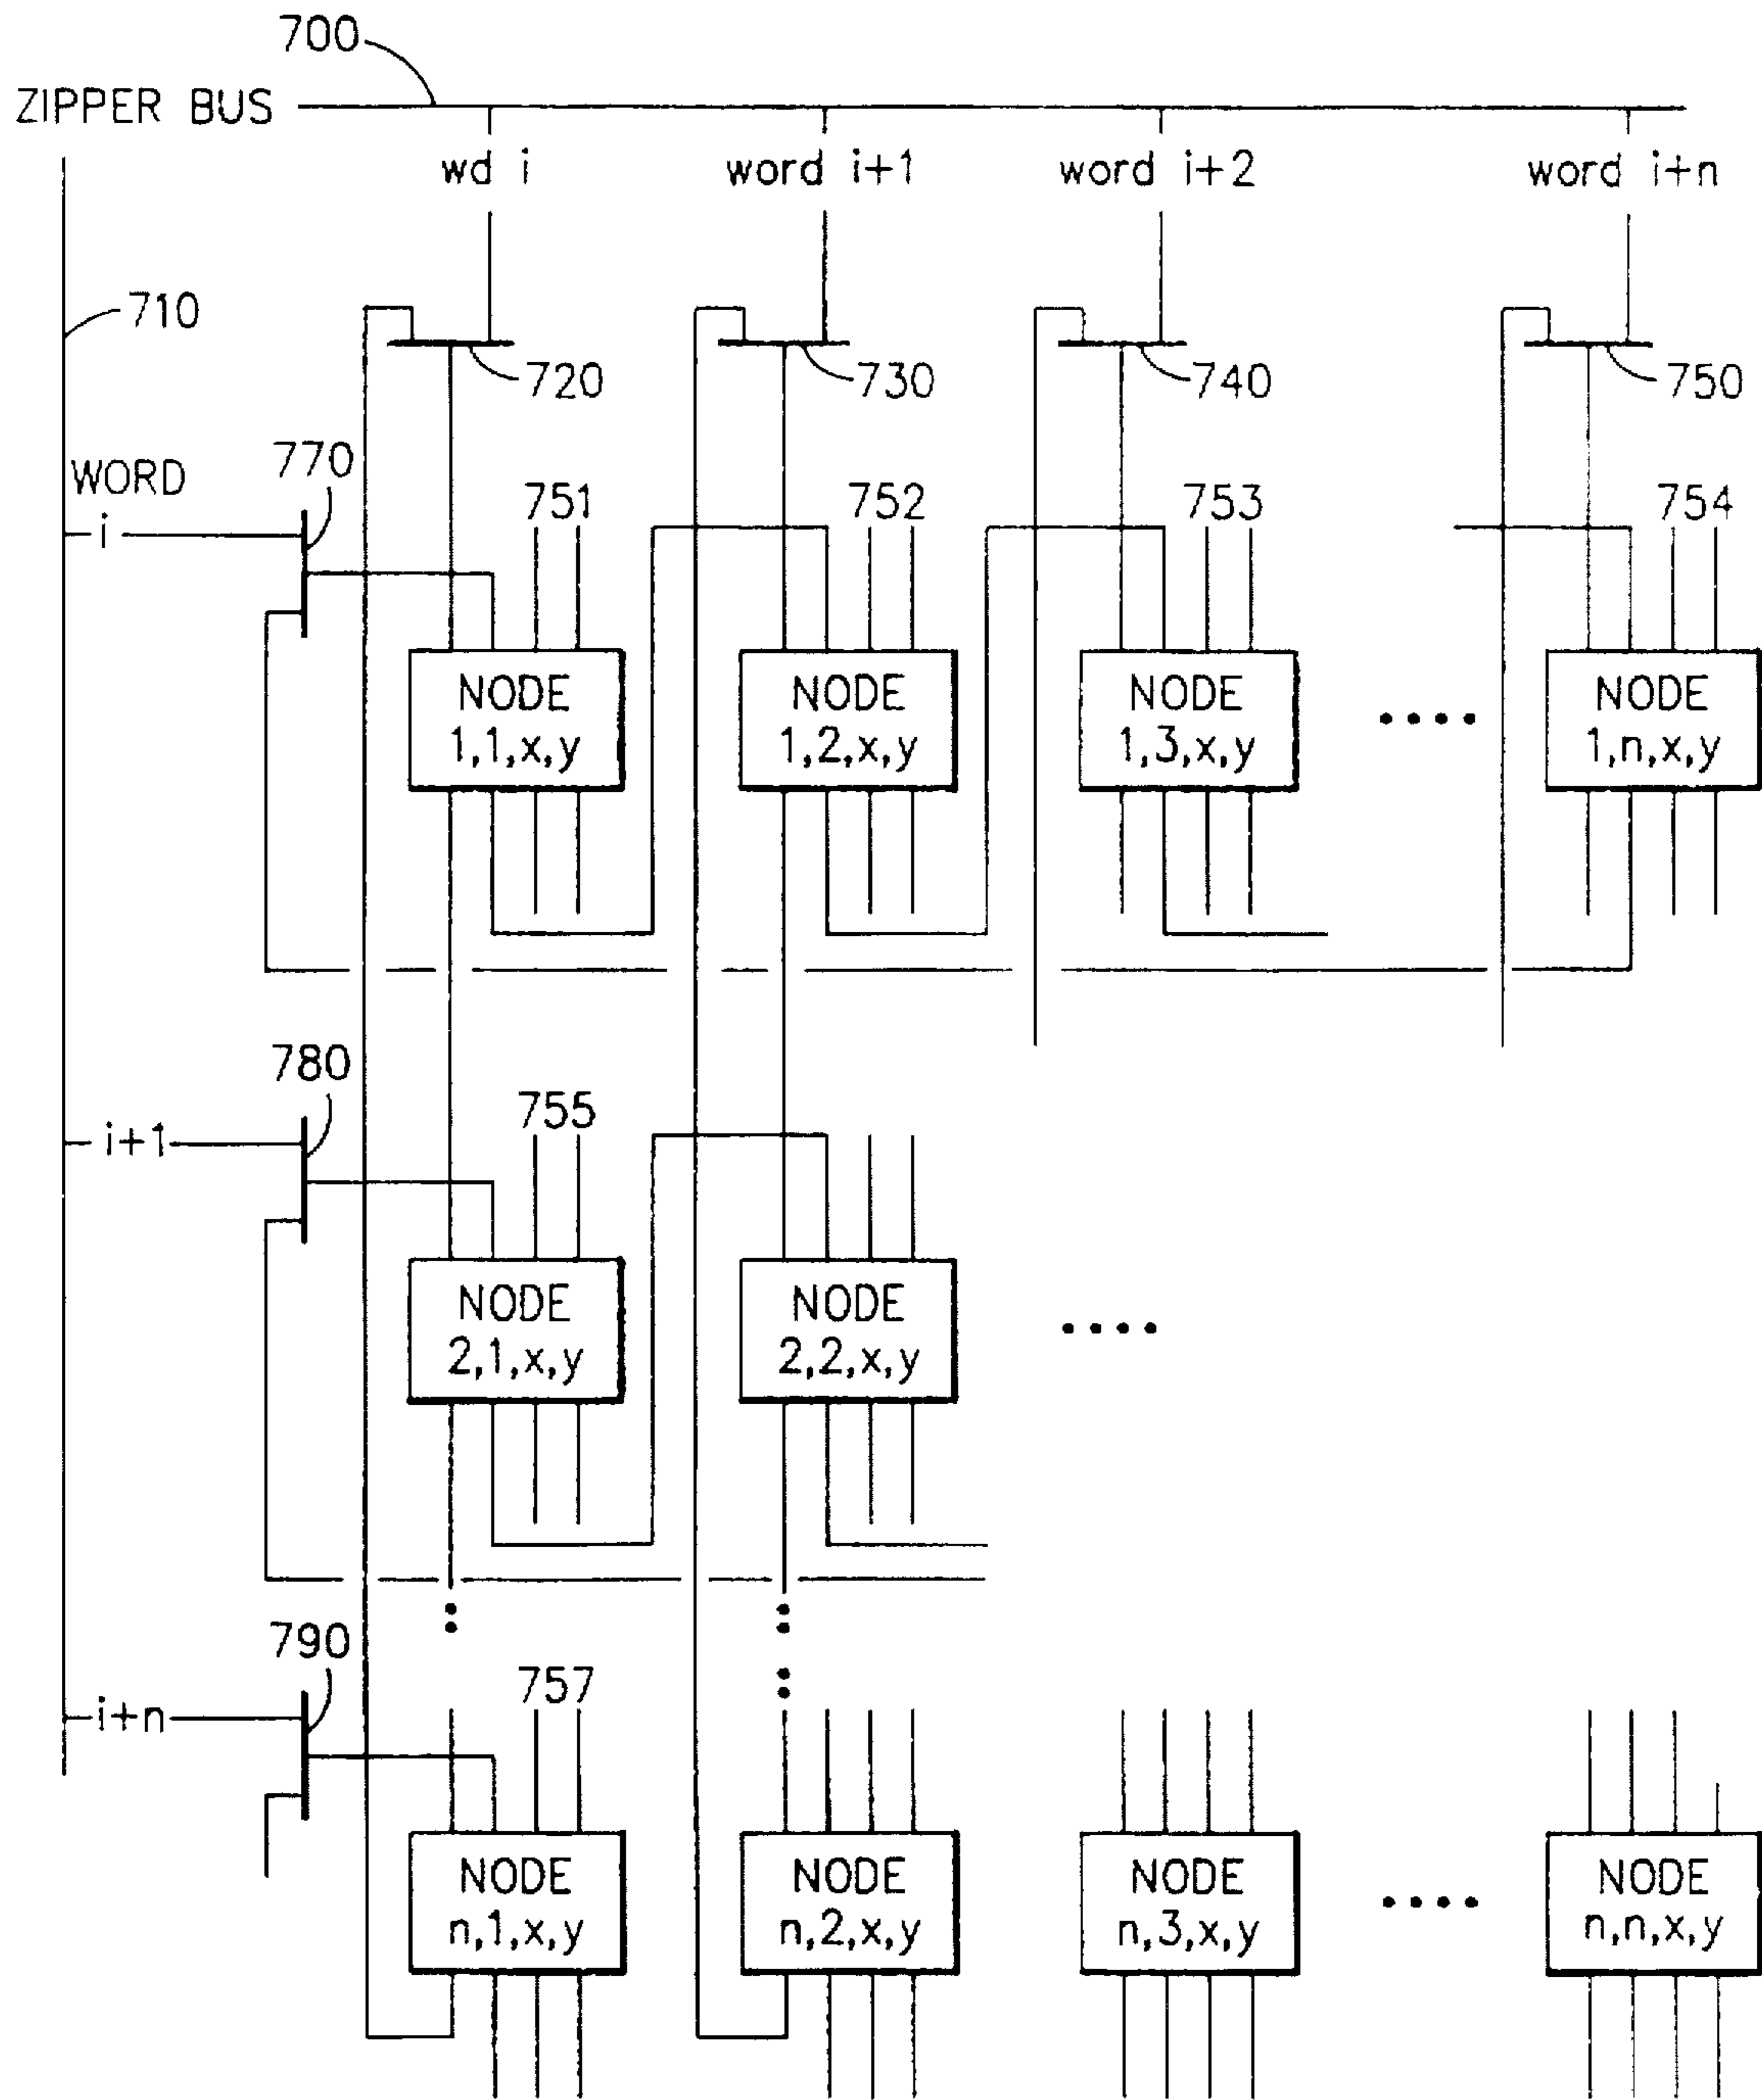 700
ZIPPER BUS
wd i
word i+1
word i+2
word i+n
710
720
730
740
750
WORD
770
i
751
752
753
754
NODE
1,1,x,y
NODE
1,2,x,y
NODE
1,3,x,y
NODE
1,n,x,y
780
i+1
755
NODE
2,1,x,y
NODE
2,2,x,y
790
i+n
757
NODE
n,1,x,y
NODE
n,2,x,y
NODE
n,3,x,y
NODE
n,n,x,y